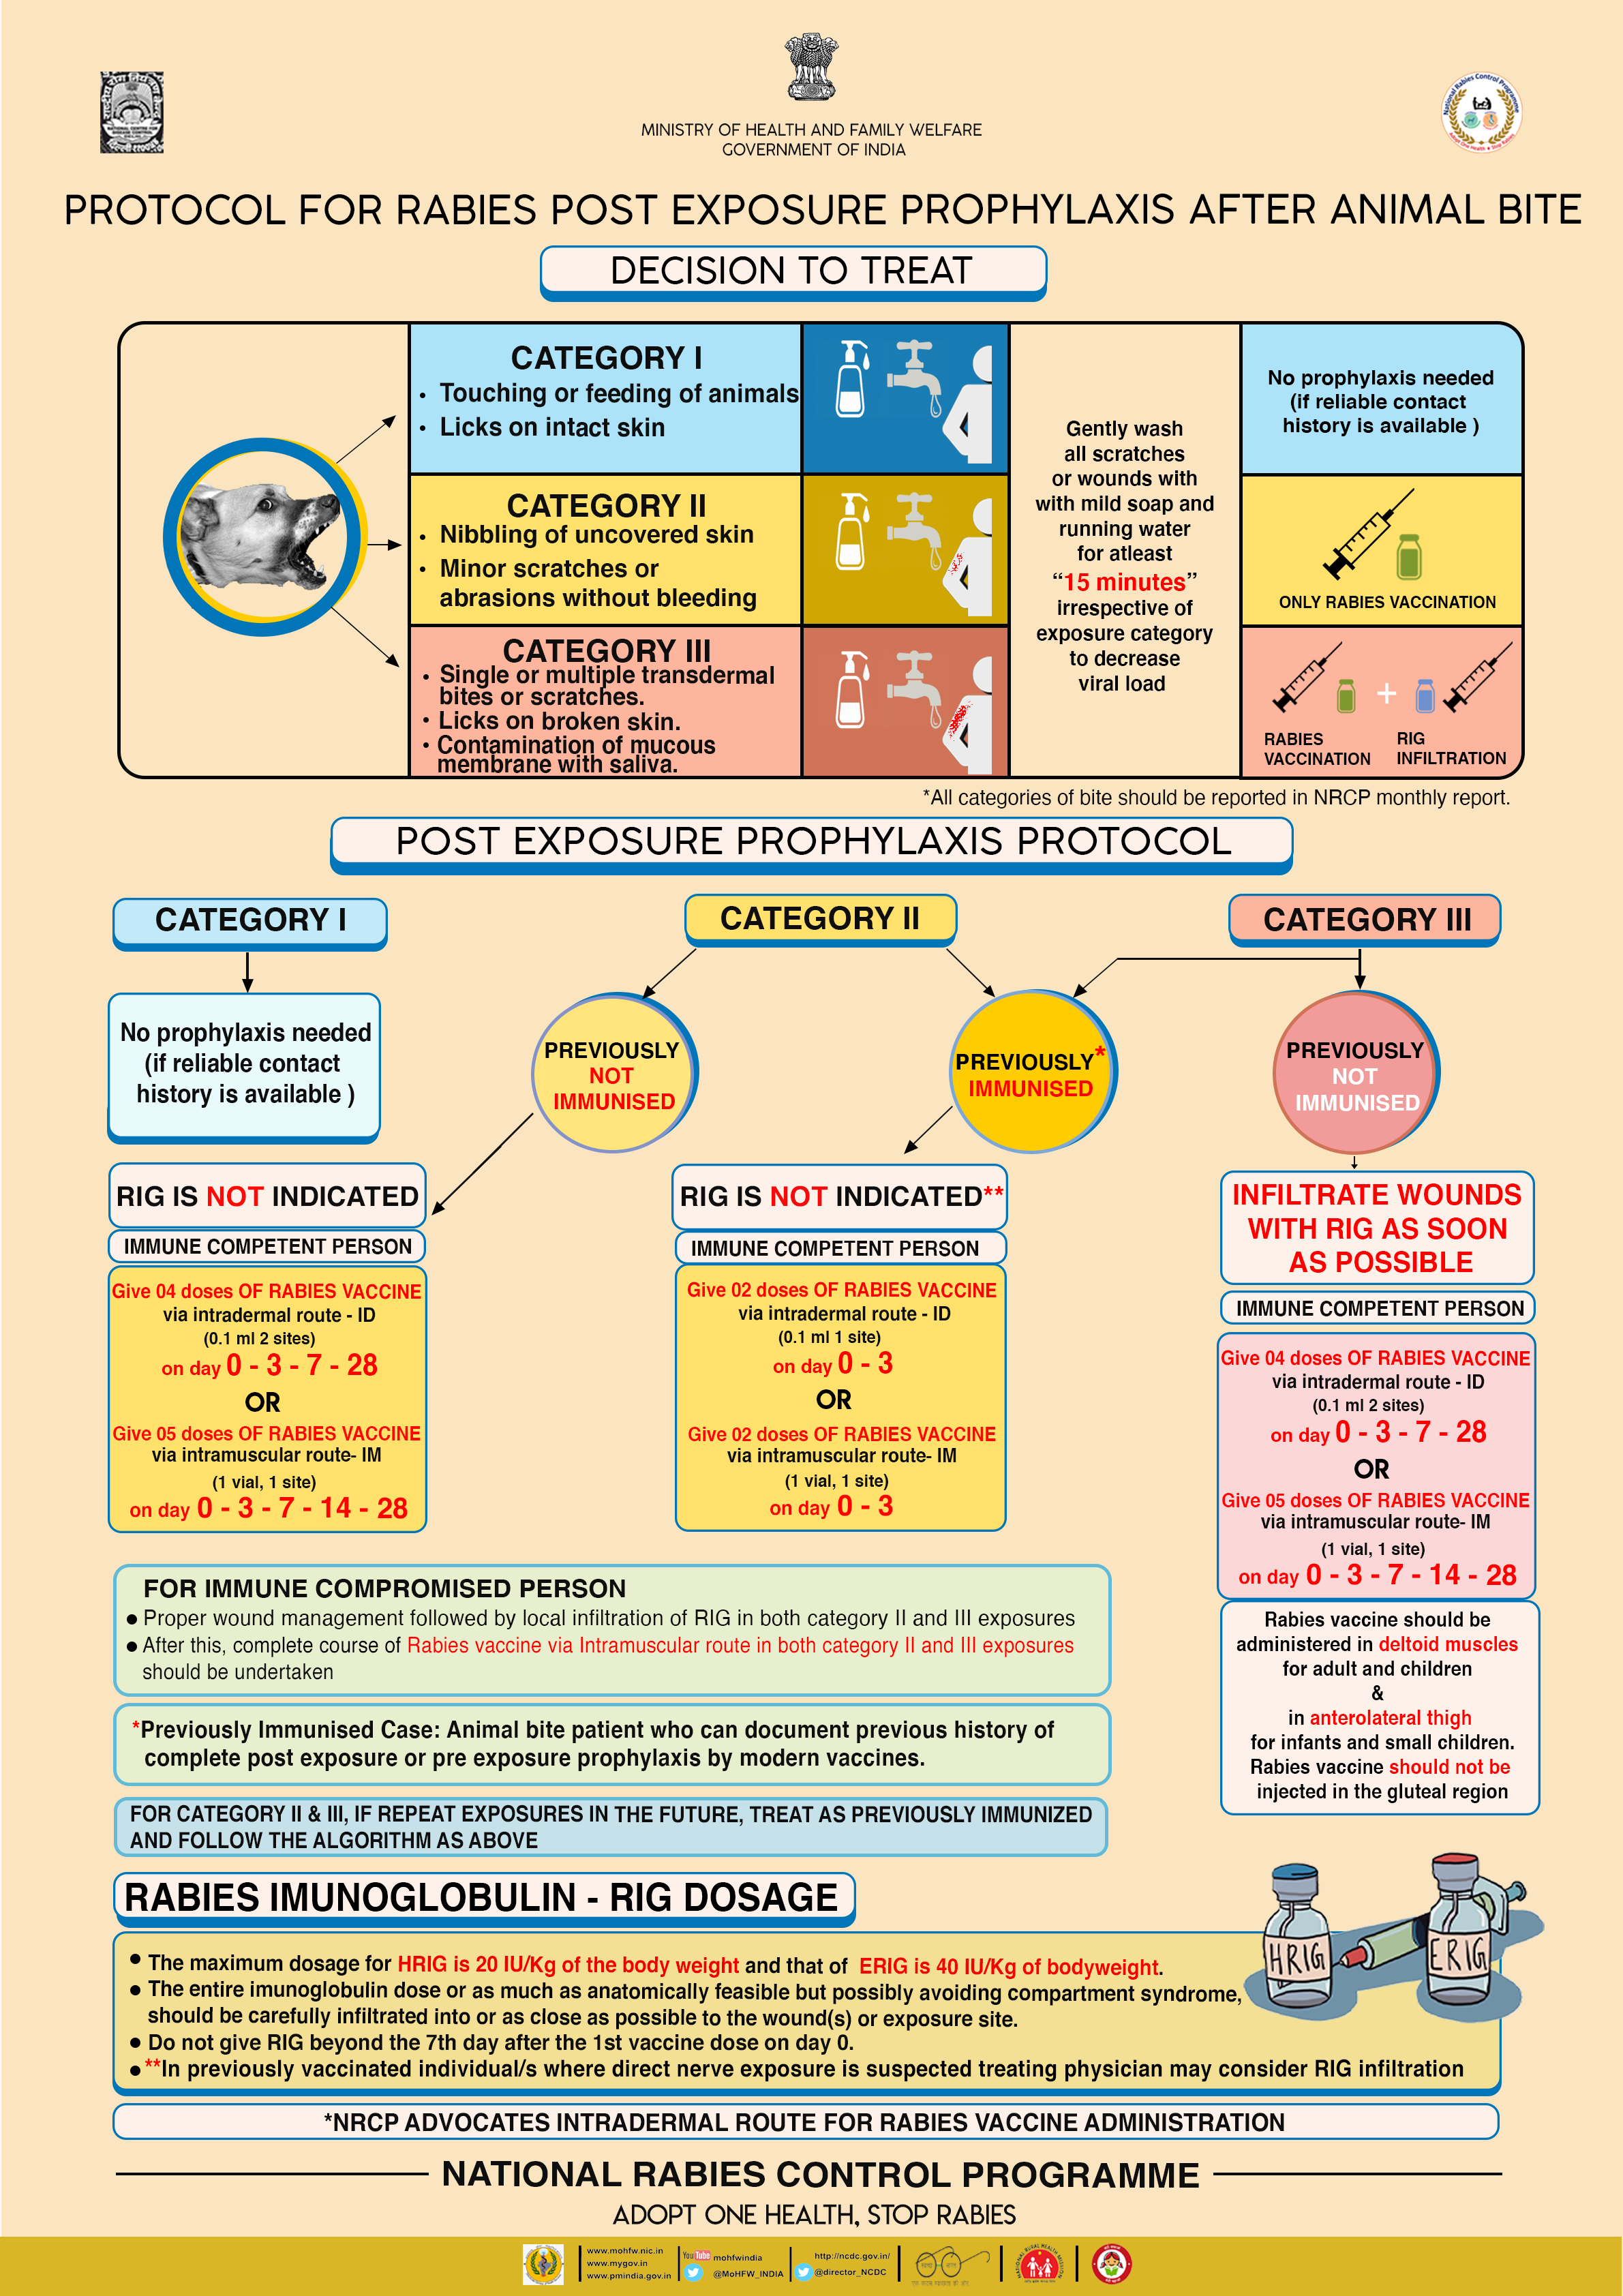 MINISTRY OF HEALTH AND FAMILY WELFARE
GOVERNMENT OF INDIA
National Rabies Control Programme
PROTOCOL FOR RABIES POST EXPOSURE PROPHYLAXIS AFTER ANIMAL BITE
DECISION TO TREAT
CATEGORY I
• Touching or feeding of animals
• Licks on intact skin
CATEGORY II
• Nibbling of uncovered skin
• Minor scratches or
abrasions without bleeding
CATEGORY III
• Single or multiple transdermal
bites or scratches.
• Licks on broken skin.
• Contamination of mucous
membrane with saliva.
Gently wash
all scratches
or wounds with
with mild soap and
running water
for atleast
“15 minutes”
irrespective of
exposure category
to decrease
viral load
No prophylaxis needed
(if reliable contact
history is available )
ONLY RABIES VACCINATION
RABIES
VACCINATION
+
RIG
INFILTRATION
*All categories of bite should be reported in NRCP monthly report.
POST EXPOSURE PROPHYLAXIS PROTOCOL
CATEGORY I
No prophylaxis needed
(if reliable contact
history is available )
CATEGORY II
CATEGORY III
PREVIOUSLY
NOT
IMMUNISED
PREVIOUSLY*
IMMUNISED
PREVIOUSLY
NOT
IMMUNISED
RIG IS NOT INDICATED
IMMUNE COMPETENT PERSON
Give 04 doses OF RABIES VACCINE
via intradermal route - ID
(0.1 ml 2 sites)
on day 0 - 3 - 7 - 28
OR
Give 05 doses OF RABIES VACCINE
via intramuscular route- IM
(1 vial, 1 site)
on day 0 - 3 - 7 - 14 - 28
RIG IS NOT INDICATED**
IMMUNE COMPETENT PERSON
Give 02 doses OF RABIES VACCINE
via intradermal route - ID
(0.1 ml 1 site)
on day 0 - 3
OR
Give 02 doses OF RABIES VACCINE
via intramuscular route- IM
(1 vial, 1 site)
on day 0 - 3
INFILTRATE WOUNDS
WITH RIG AS SOON
AS POSSIBLE
IMMUNE COMPETENT PERSON
Give 04 doses OF RABIES VACCINE
via intradermal route - ID
(0.1 ml 2 sites)
on day 0 - 3 - 7 - 28
OR
Give 05 doses OF RABIES VACCINE
via intramuscular route- IM
(1 vial, 1 site)
on day 0 - 3 - 7 - 14 - 28
Rabies vaccine should be
administered in deltoid muscles
for adult and children
&
in anterolateral thigh
for infants and small children.
Rabies vaccine should not be
injected in the gluteal region
FOR IMMUNE COMPROMISED PERSON
● Proper wound management followed by local infiltration of RIG in both category II and III exposures
● After this, complete course of Rabies vaccine via Intramuscular route in both category II and III exposures
should be undertaken
*Previously Immunised Case: Animal bite patient who can document previous history of
complete post exposure or pre exposure prophylaxis by modern vaccines.
FOR CATEGORY II & III, IF REPEAT EXPOSURES IN THE FUTURE, TREAT AS PREVIOUSLY IMMUNIZED
AND FOLLOW THE ALGORITHM AS ABOVE
RABIES IMUNOGLOBULIN - RIG DOSAGE
HRIG
ERIG
● The maximum dosage for HRIG is 20 IU/Kg of the body weight and that of ERIG is 40 IU/Kg of bodyweight.
● The entire imunoglobulin dose or as much as anatomically feasible but possibly avoiding compartment syndrome,
should be carefully infiltrated into or as close as possible to the wound(s) or exposure site.
● Do not give RIG beyond the 7th day after the 1st vaccine dose on day 0.
● **In previously vaccinated individual/s where direct nerve exposure is suspected treating physician may consider RIG infiltration
*NRCP ADVOCATES INTRADERMAL ROUTE FOR RABIES VACCINE ADMINISTRATION
NATIONAL RABIES CONTROL PROGRAMME
ADOPT ONE HEALTH, STOP RABIES
www.mohfw.nic.in
www.mygov.in
www.pmindia.gov.in
You Tube mohfwindia
@MoHFW_INDIA
http://ncdc.gov.in/
@director_NCDC